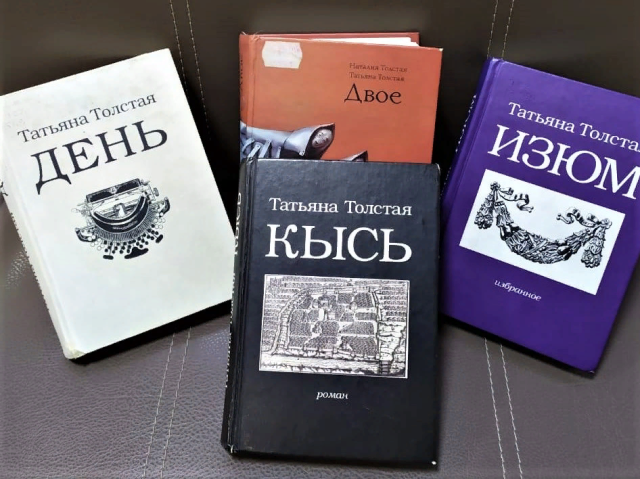 Татьяна Толстая
ДЕНЬ
Наталия Толстая
Татьяна Толстая
Двое
Татьяна Толстая
КЫСЬ
роман
Татьяна Толстая
ИЗЮМ
избранное